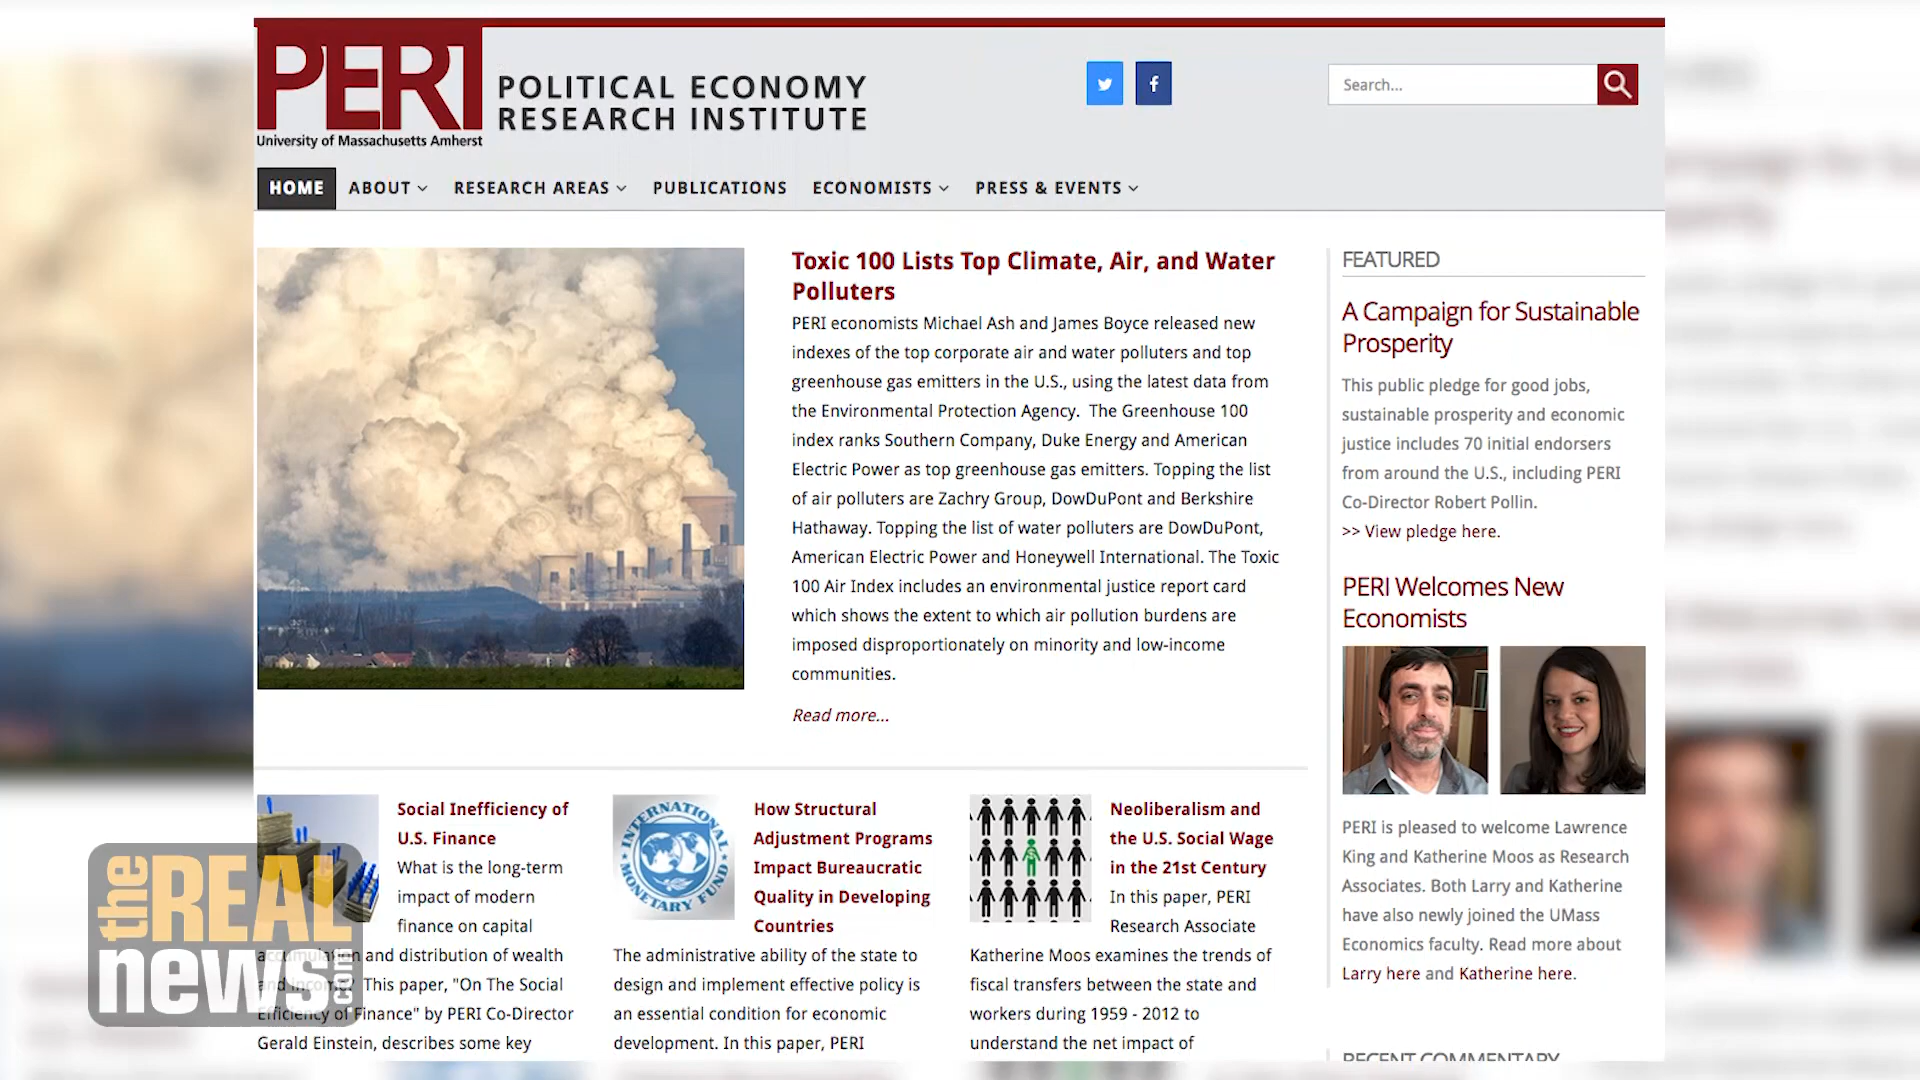 PERI
University of Massachusetts Amherst
POLITICAL ECONOMY
RESEARCH INSTITUTE
Search...
HOME
ABOUT
RESEARCH AREAS
PUBLICATIONS
ECONOMISTS
PRESS & EVENTS
Toxic 100 Lists Top Climate, Air, and Water
Polluters
PERI economists Michael Ash and James Boyce released new
indexes of the top corporate air and water polluters and top
greenhouse gas emitters in the U.S., using the latest data from
the Environmental Protection Agency. The Greenhouse 100
index ranks Southern Company, Duke Energy and American
Electric Power as top greenhouse gas emitters. Topping the list
of air polluters are Zachry Group, DowDuPont and Berkshire
Hathaway. Topping the list of water polluters are DowDuPont,
American Electric Power and Honeywell International. The Toxic
100 Air Index includes an environmental justice report card
which shows the extent to which air pollution burdens are
imposed disproportionately on minority and low-income
communities.
Read more...
FEATURED
A Campaign for Sustainable
Prosperity
This public pledge for good jobs,
sustainable prosperity and economic
justice includes 70 initial endorsers
from around the U.S., including PERI
Co-Director Robert Pollin.
>> View pledge here.
PERI Welcomes New
Economists
PERI is pleased to welcome Lawrence
King and Katherine Moos as Research
Associates. Both Larry and Katherine
have also newly joined the UMass
Economics faculty. Read more about
Larry here and Katherine here.
RECENT COMMENTARY
Social Inefficiency of
U.S. Finance
What is the long-term
impact of modern
finance on capital
accumulation and distribution of wealth
and income? This paper, "On The Social
Efficiency of Finance" by PERI Co-Director
Gerald Einstein, describes some key
INTERNATIONAL
MONETARY FUND
How Structural
Adjustment Programs
Impact Bureaucratic
Quality in Developing
Countries
The administrative ability of the state to
design and implement effective policy is
an essential condition for economic
development. In this paper, PERI
Neoliberalism and
the U.S. Social Wage
in the 21st Century
In this paper, PERI
Research Associate
Katherine Moos examines the trends of
fiscal transfers between the state and
workers during 1959 - 2012 to
understand the net impact of
the REAL
news.com